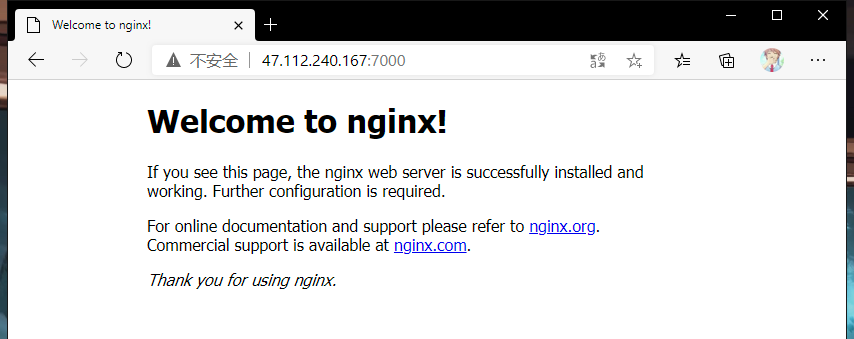 Welcome to nginx!
不安全 | 47.112.240.167:7000
Welcome to nginx!
If you see this page, the nginx web server is successfully installed and
working. Further configuration is required.
For online documentation and support please refer to nginx.org.
Commercial support is available at nginx.com.
Thank you for using nginx.